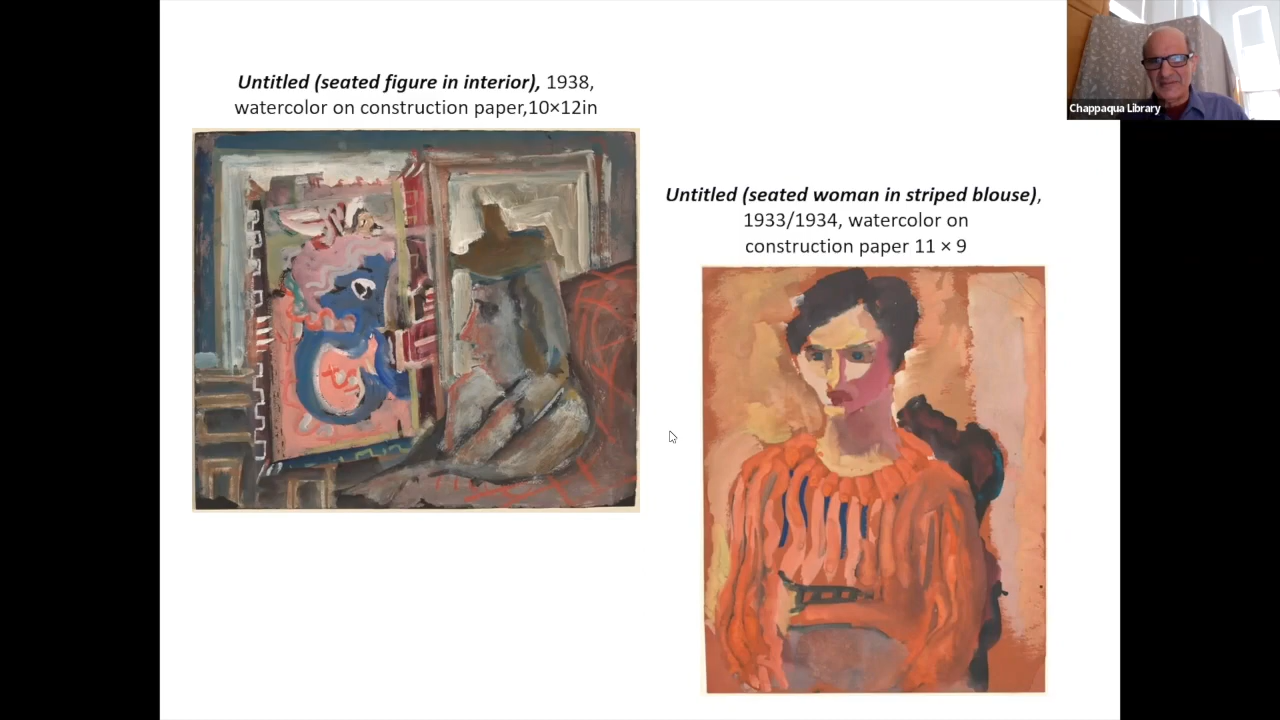 Untitled (seated figure in interior), 1938,
watercolor on construction paper,10×12in
Chappaqua Library
Untitled (seated woman in striped blouse),
1933/1934, watercolor on
construction paper 11 × 9